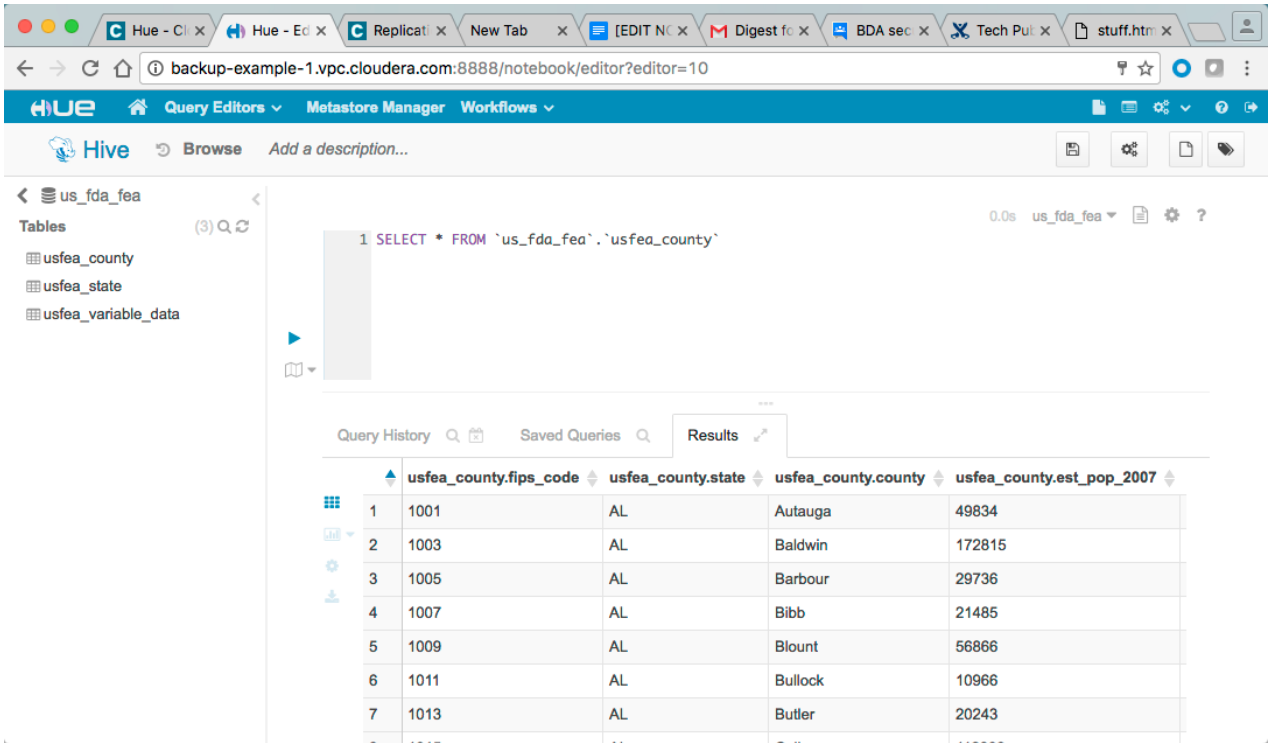 Hue - Cl
Hue - Ed
Replicati
New Tab
[EDIT NO
Digest fo
BDA sec
Tech Pub
stuff.htm
backup-example-1.vpc.cloudera.com:8888/notebook/editor?editor=10
HUE Query Editors Metastore Manager Workflows
Hive Browse Add a description...
us_fda_fea
Tables (3)
usfea_county
usfea_state
usfea_variable_data
0.0s us_fda_fea ?
1 SELECT * FROM `us_fda_fea`.`usfea_county`
Query History Saved Queries Results
usfea_county.fips_code usfea_county.state usfea_county.county usfea_county.est_pop_2007
1 1001 AL Autauga 49834
2 1003 AL Baldwin 172815
3 1005 AL Barbour 29736
4 1007 AL Bibb 21485
5 1009 AL Blount 56866
6 1011 AL Bullock 10966
7 1013 AL Butler 20243